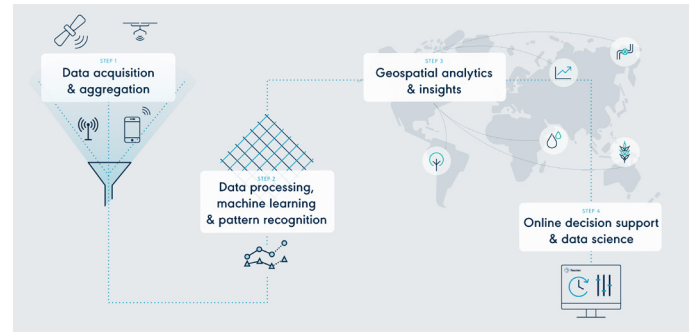 STEP 1
Data acquisition
& aggregation
STEP 2
Data processing,
machine learning
& pattern recognition
STEP 3
Geospatial analytics
& insights
STEP 4
Online decision support
& data science